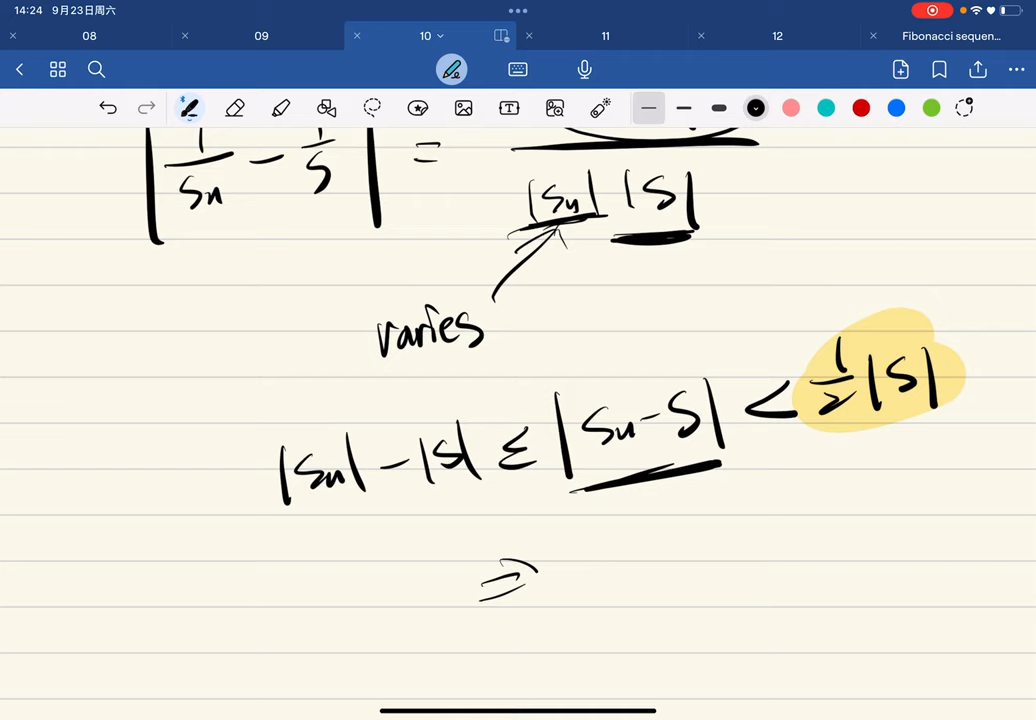 14:24 9月23日周六
08 09 10 11 12 Fibonacci sequen...
T
|1/Sn − 1/S| =
|Sn| |S|
varies
|Sn| − |S| ≤ |Sn − S| < 1/2 |S|
⇒